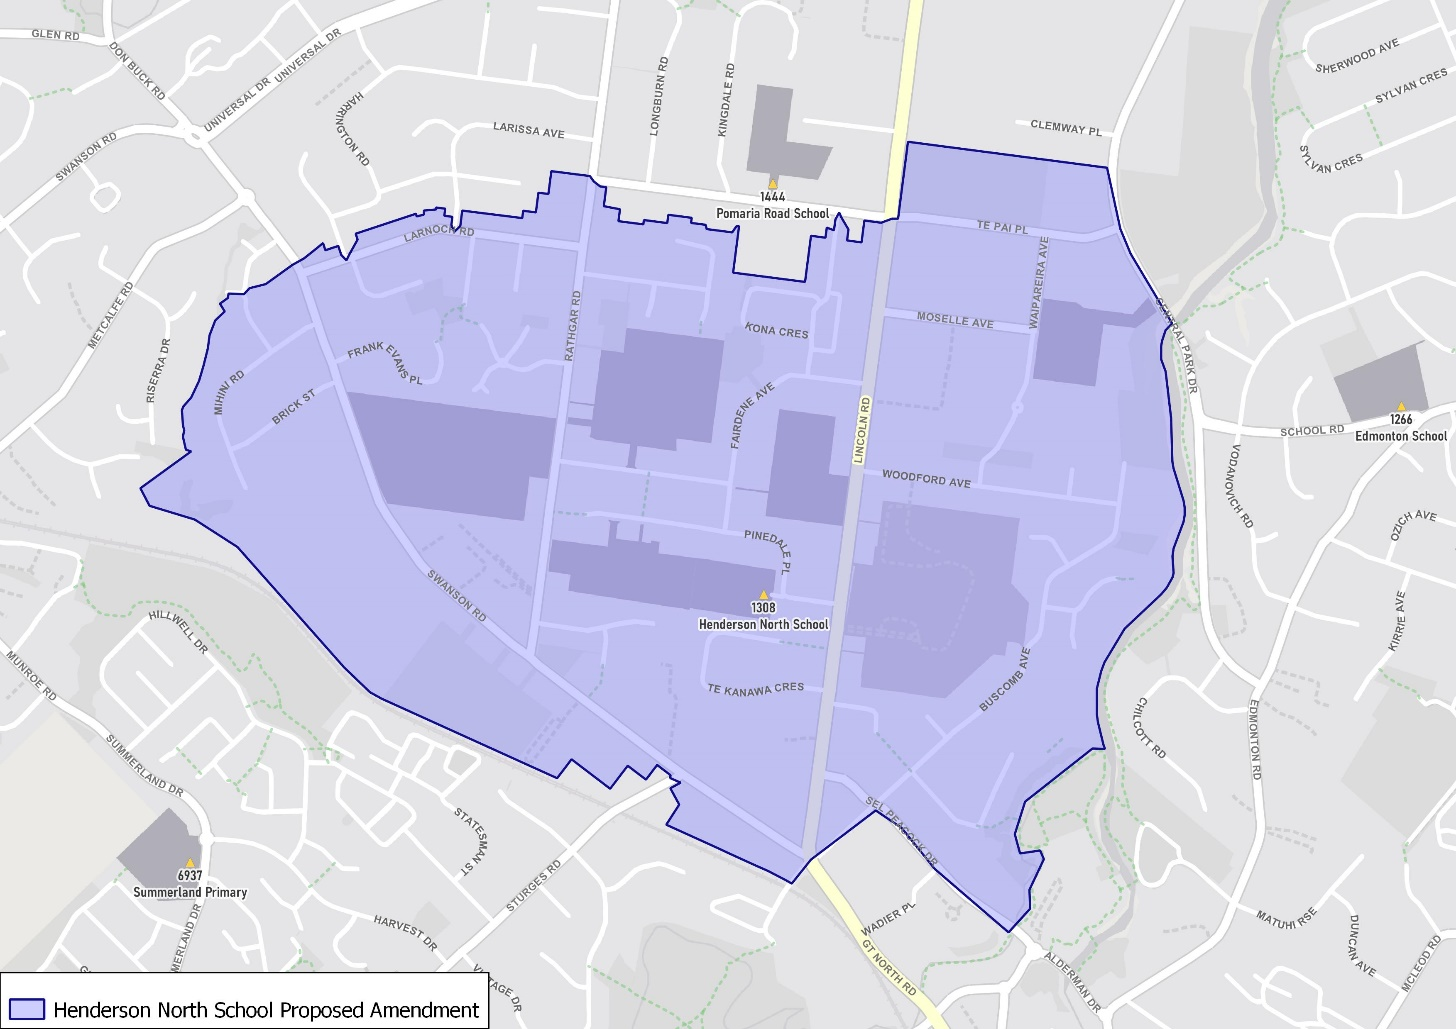 GLEN RD
DON BUCK RD
UNIVERSAL DR
UNIVERSAL DR
SWANSON RD
HARRINGTON RD
LARISSA AVE
LONGBURN RD
KINGDALE RD
CLEMWAY PL
SHERWOOD AVE
SYLVAN CRES
SYLVAN CRES
1444
Pomaria Road School
LARNOCH RD
TE PAI PL
WAIPAREIRA AVE
METCALFE RD
RISERRA DR
MIHINI RD
BRICK ST
FRANK EVANS PL
RATHGAR RD
KONA CRES
MOSELLE AVE
CENTRAL PARK DR
FAIRDENE AVE
LINCOLN RD
1266
Edmonton School
SCHOOL RD
VODANOVICH RD
WOODFORD AVE
OZICH AVE
PINEDALE PL
SWANSON RD
1308
Henderson North School
KIRRIE AVE
HILLWELL DR
MUNROE RD
SUMMERLAND DR
TE KANAWA CRES
BUSCOMB AVE
CHILCOTT RD
EDMONTON RD
SEL PEACOCK DR
STATESMAN ST
STURGES RD
6937
Summerland Primary
HARVEST DR
WADIER PL
GT NORTH RD
ALDERMAN DR
MATUHI RSE
DUNCAN AVE
MCLEOD RD
MERLAND DR
Henderson North School Proposed Amendment